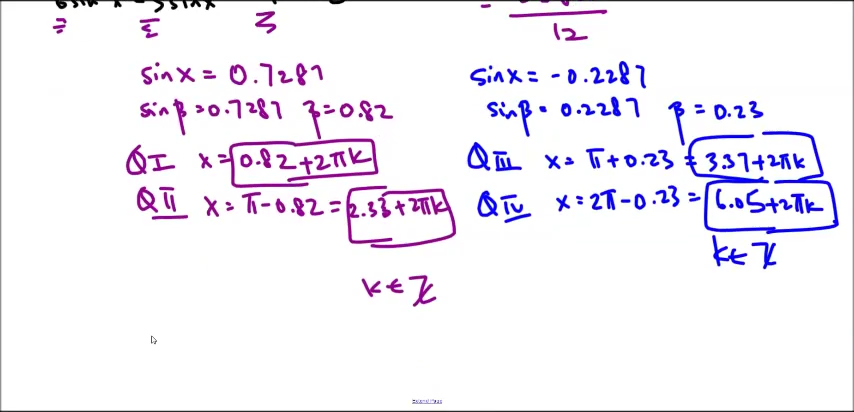 12
sin x = 0.7287
sin β = 0.7287 β = 0.82
QI x = 0.82 + 2πk
QII x = π - 0.82 = 2.33 + 2πk
k ∈ ℤ
sin x = -0.2287
sin β = 0.2287 β = 0.23
QIII x = π + 0.23 = 3.37 + 2πk
QIV x = 2π - 0.23 = 6.05 + 2πk
k ∈ ℤ